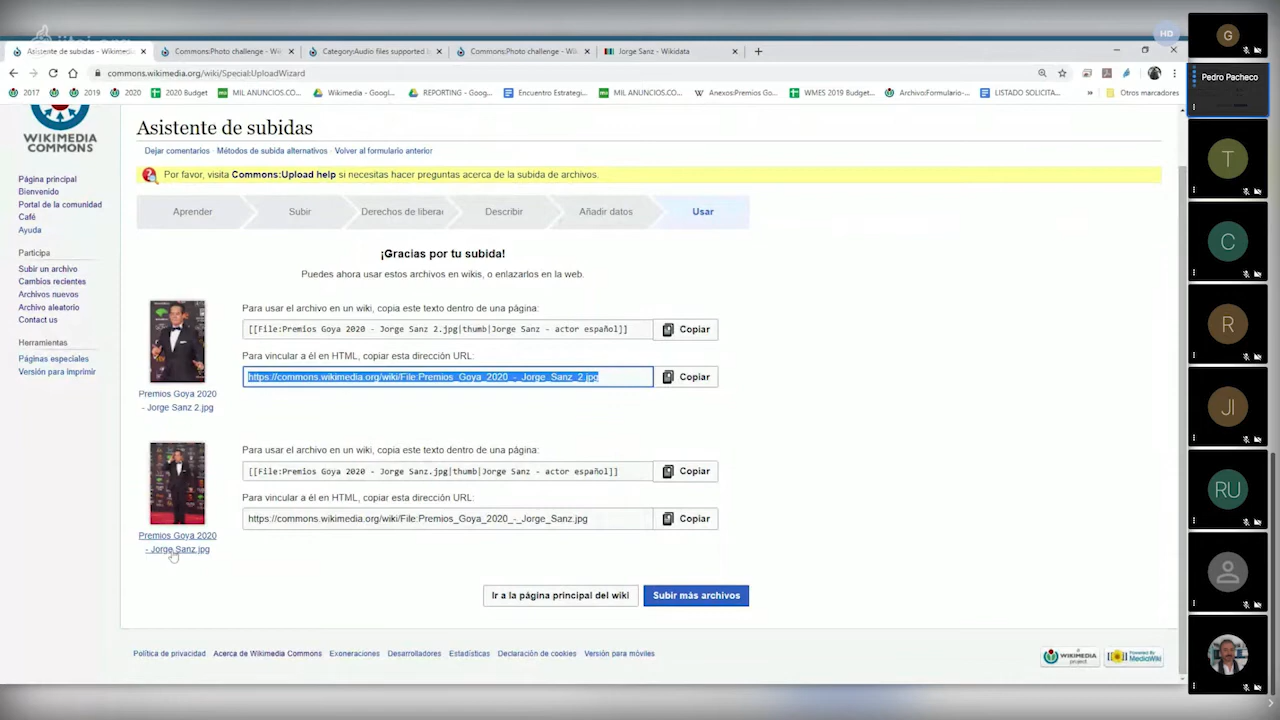 jitsi.org
HD
Asistente de subidas - Wikimedi
Commons:Photo challenge - Wi
Category:Audio files supported
Commons:Photo challenge - Wi
Jorge Sanz - Wikidata
commons.wikimedia.org/wiki/Special:UploadWizard
2017
2019
2020
2020 Budget
MIL ANUNCIOS.CO...
Wikimedia - Googl...
REPORTING - Goog...
Encuentro Estrategi...
MIL ANUNCIOS.CO...
Anexos:Premios Go...
WMES 2019 Budget...
Archivo:Formulario-...
LISTADO SOLICITA...
»
Otros marcadores
WIKIMEDIA
COMMONS
Página principal
Bienvenido
Portal de la comunidad
Café
Ayuda
Participa
Subir un archivo
Cambios recientes
Archivos nuevos
Archivo aleatorio
Contact us
Herramientas
Páginas especiales
Versión para imprimir
Asistente de subidas
Dejar comentarios · Métodos de subida alternativos · Volver al formulario anterior
Por favor, visita Commons:Upload help si necesitas hacer preguntas acerca de la subida de archivos.
Aprender
Subir
Derechos de liberac
Describir
Añadir datos
Usar
¡Gracias por tu subida!
Puedes ahora usar estos archivos en wikis, o enlazarlos en la web.
Para usar el archivo en un wiki, copia este texto dentro de una página:
[[File:Premios Goya 2020 - Jorge Sanz 2.jpg|thumb|Jorge Sanz - actor español]]
Copiar
Para vincular a él en HTML, copiar esta dirección URL:
https://commons.wikimedia.org/wiki/File:Premios_Goya_2020_-_Jorge_Sanz_2.jpg
Copiar
Premios Goya 2020
- Jorge Sanz 2.jpg
Para usar el archivo en un wiki, copia este texto dentro de una página:
[[File:Premios Goya 2020 - Jorge Sanz.jpg|thumb|Jorge Sanz - actor español]]
Copiar
Para vincular a él en HTML, copiar esta dirección URL:
https://commons.wikimedia.org/wiki/File:Premios_Goya_2020_-_Jorge_Sanz.jpg
Copiar
Premios Goya 2020
- Jorge Sanz.jpg
Ir a la página principal del wiki
Subir más archivos
Política de privacidad
Acerca de Wikimedia Commons
Exoneraciones
Desarrolladores
Estadísticas
Declaración de cookies
Versión para móviles
A
WIKIMEDIA
project
Powered By
MediaWiki
G
Pedro Pacheco
T
C
R
JI
RU